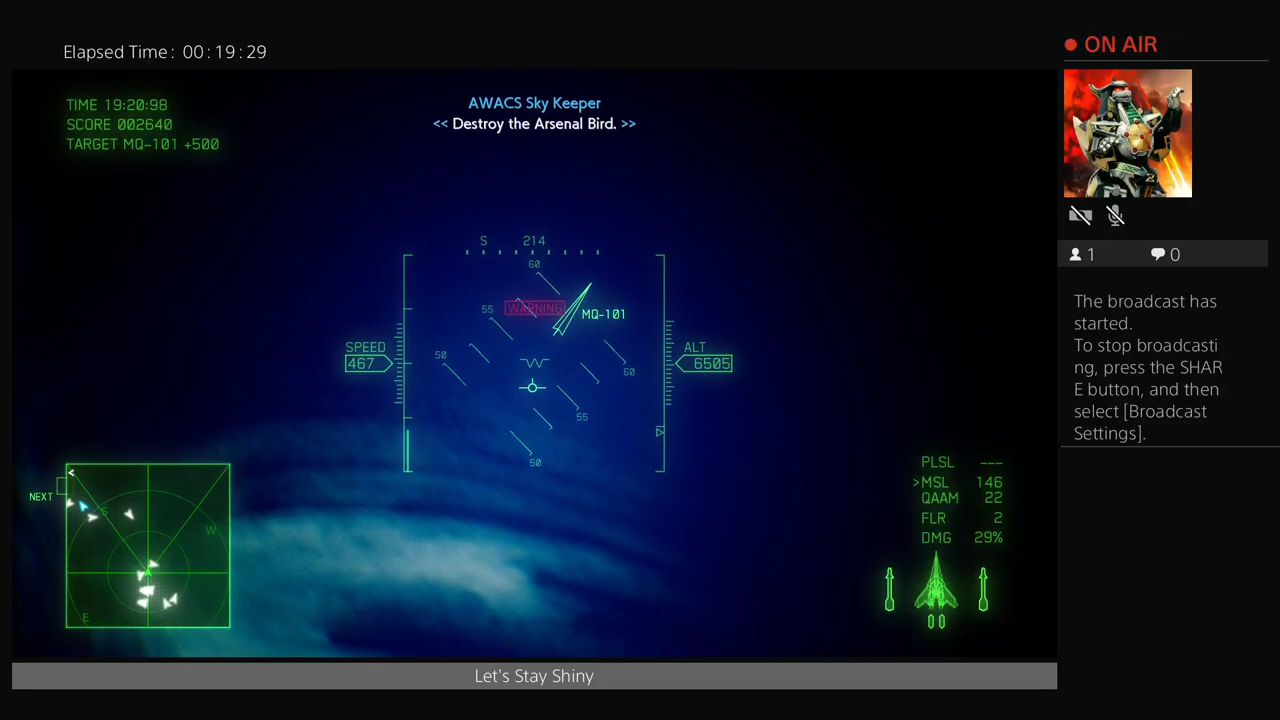 Elapsed Time: 00:19:29
ON AIR
TIME 19:20:98
SCORE 002640
TARGET MQ-101 +500
AWACS Sky Keeper
<< Destroy the Arsenal Bird. >>
1
0
S 214
60
WARNING
MQ-101
55
50
60
55
50
SPEED
467
ALT
6505
The broadcast has
started.
To stop broadcasti
ng, press the SHAR
E button, and then
select [Broadcast
Settings].
NEXT
S
W
E
PLSL ---
>MSL 146
QAAM 22
FLR 2
DMG 29%
Let's Stay Shiny